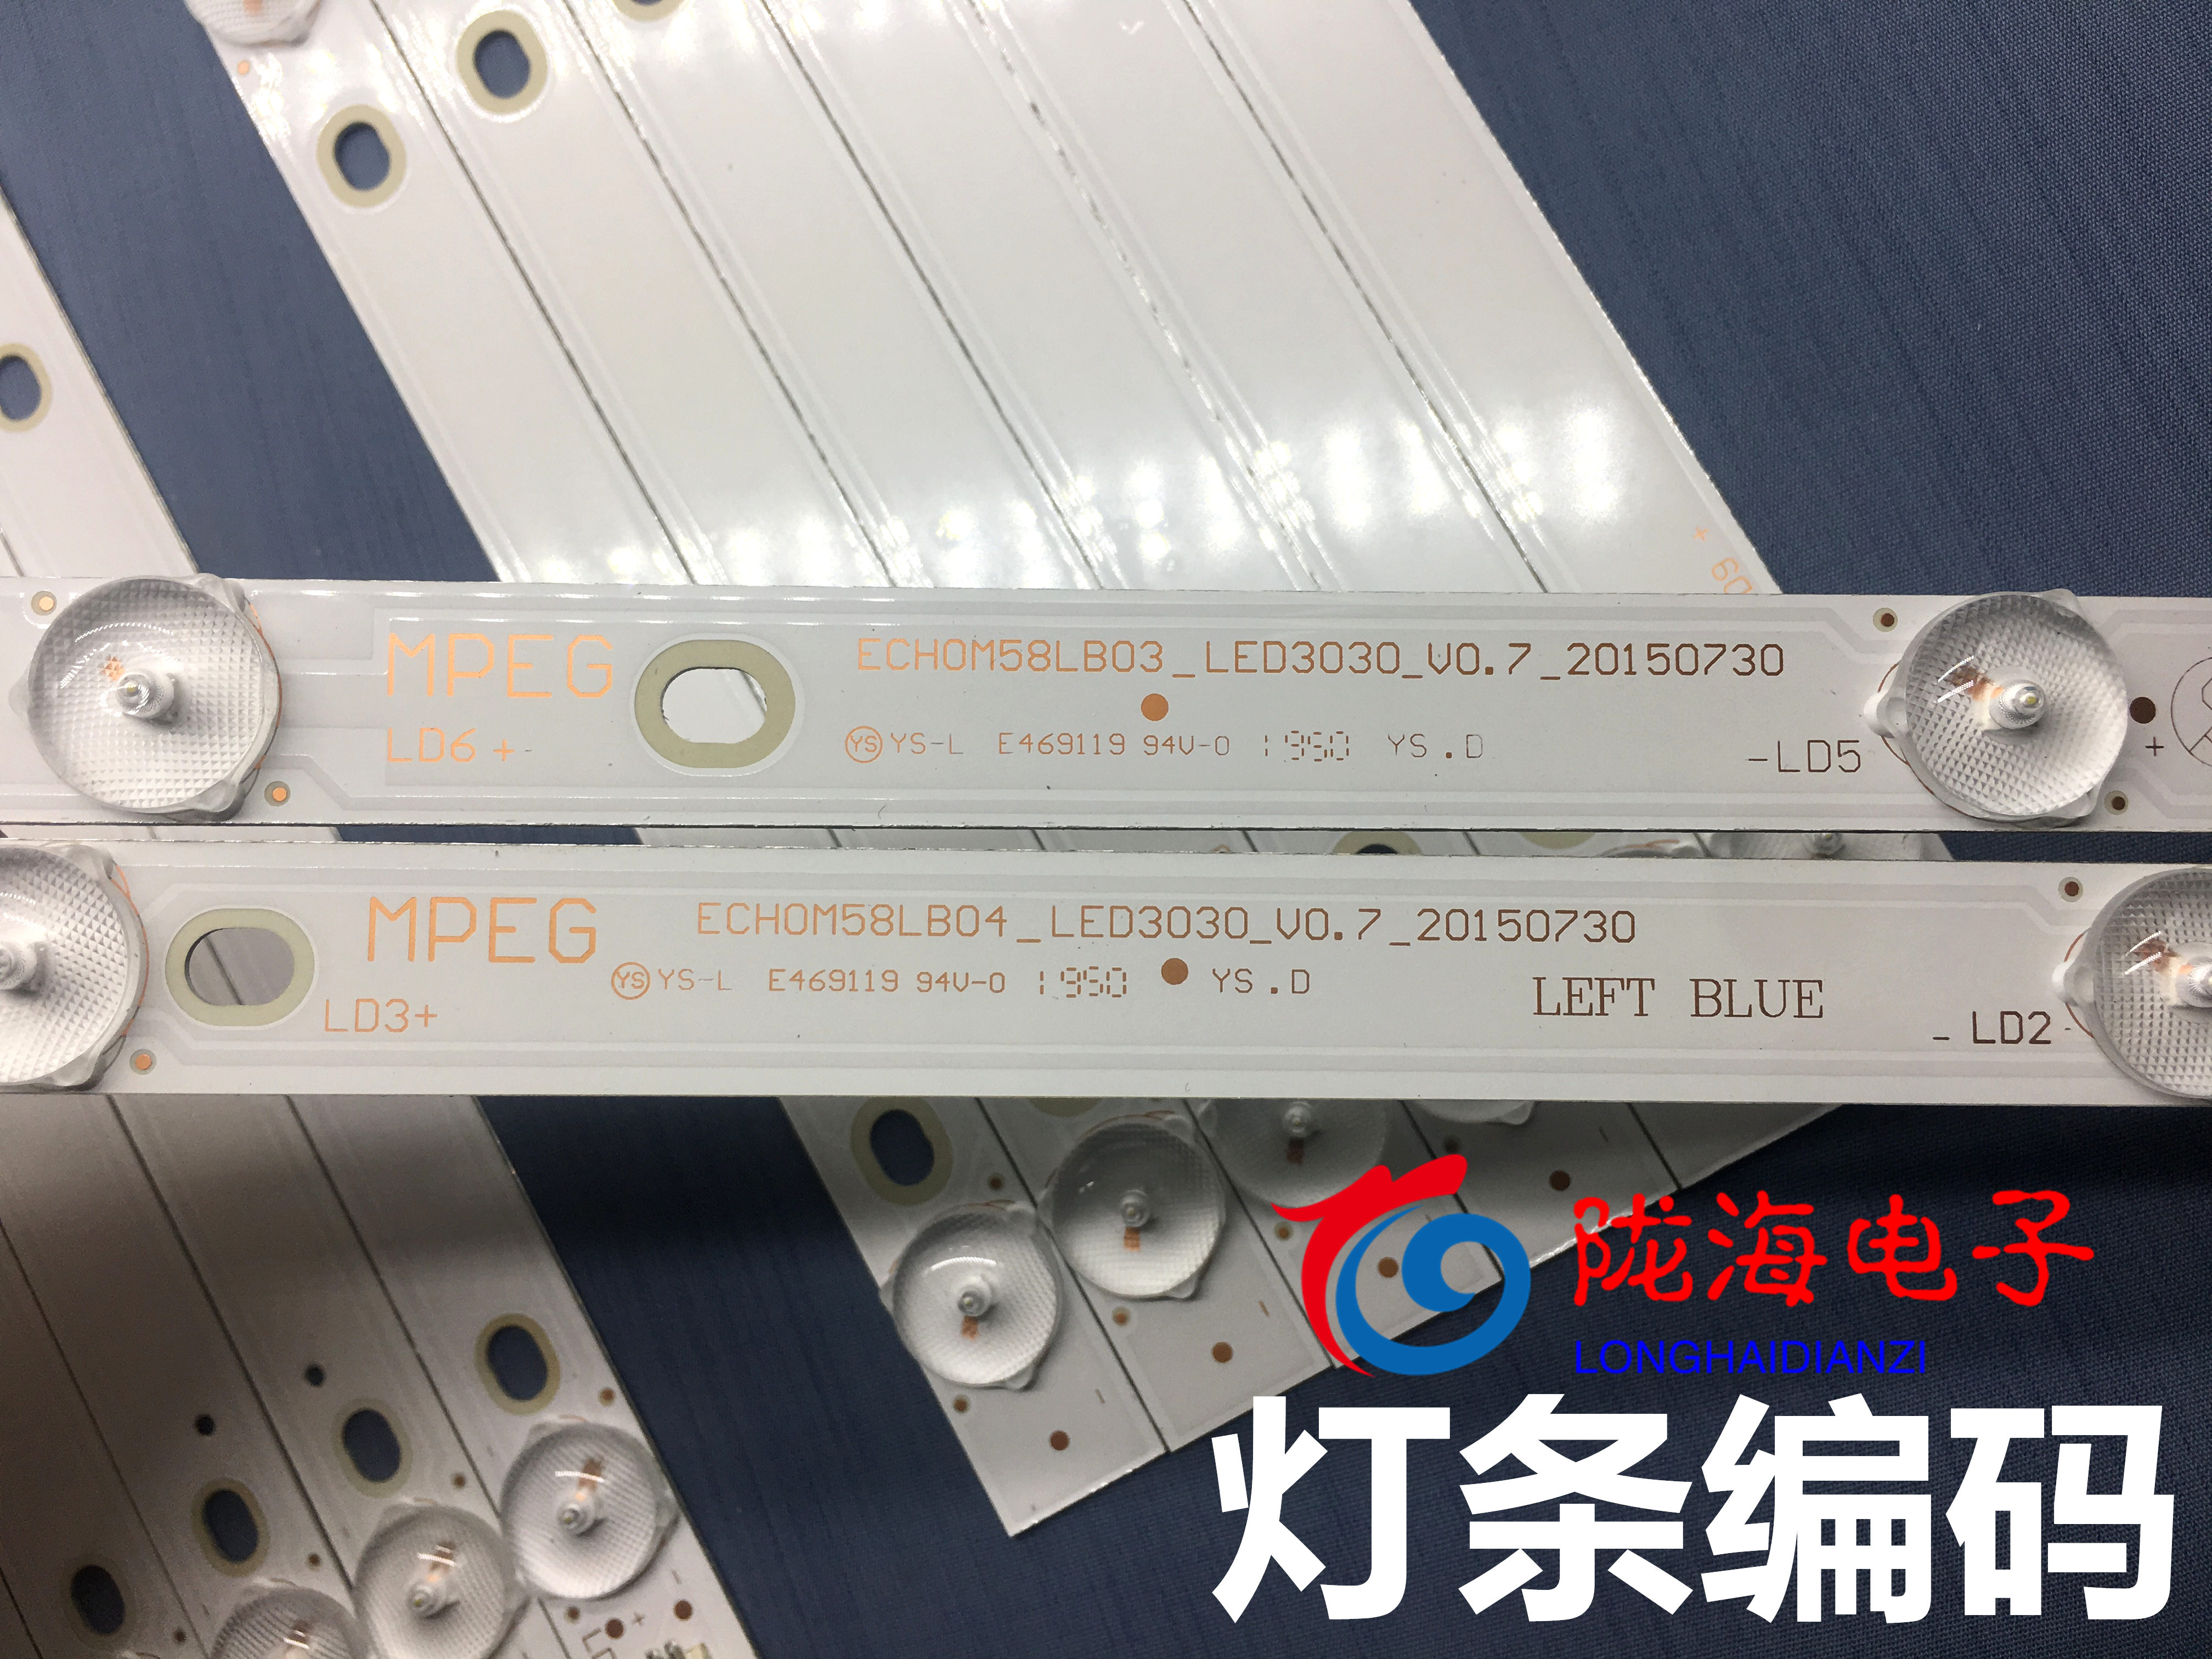 + 60
MPEG
ECHOM58LB03_LED3030_V0.7_20150730
LD6 +-
YS YS-L E469119 94V-0 1950 YS.D
-LD5
+
MPEG
ECHOM58LB04_LED3030_V0.7_20150730
YS YS-L E469119 94V-0 1950 YS.D
LEFT BLUE
LD3+
- LD2 -
陇海电子
LONGHAIDIANZI
灯条编码